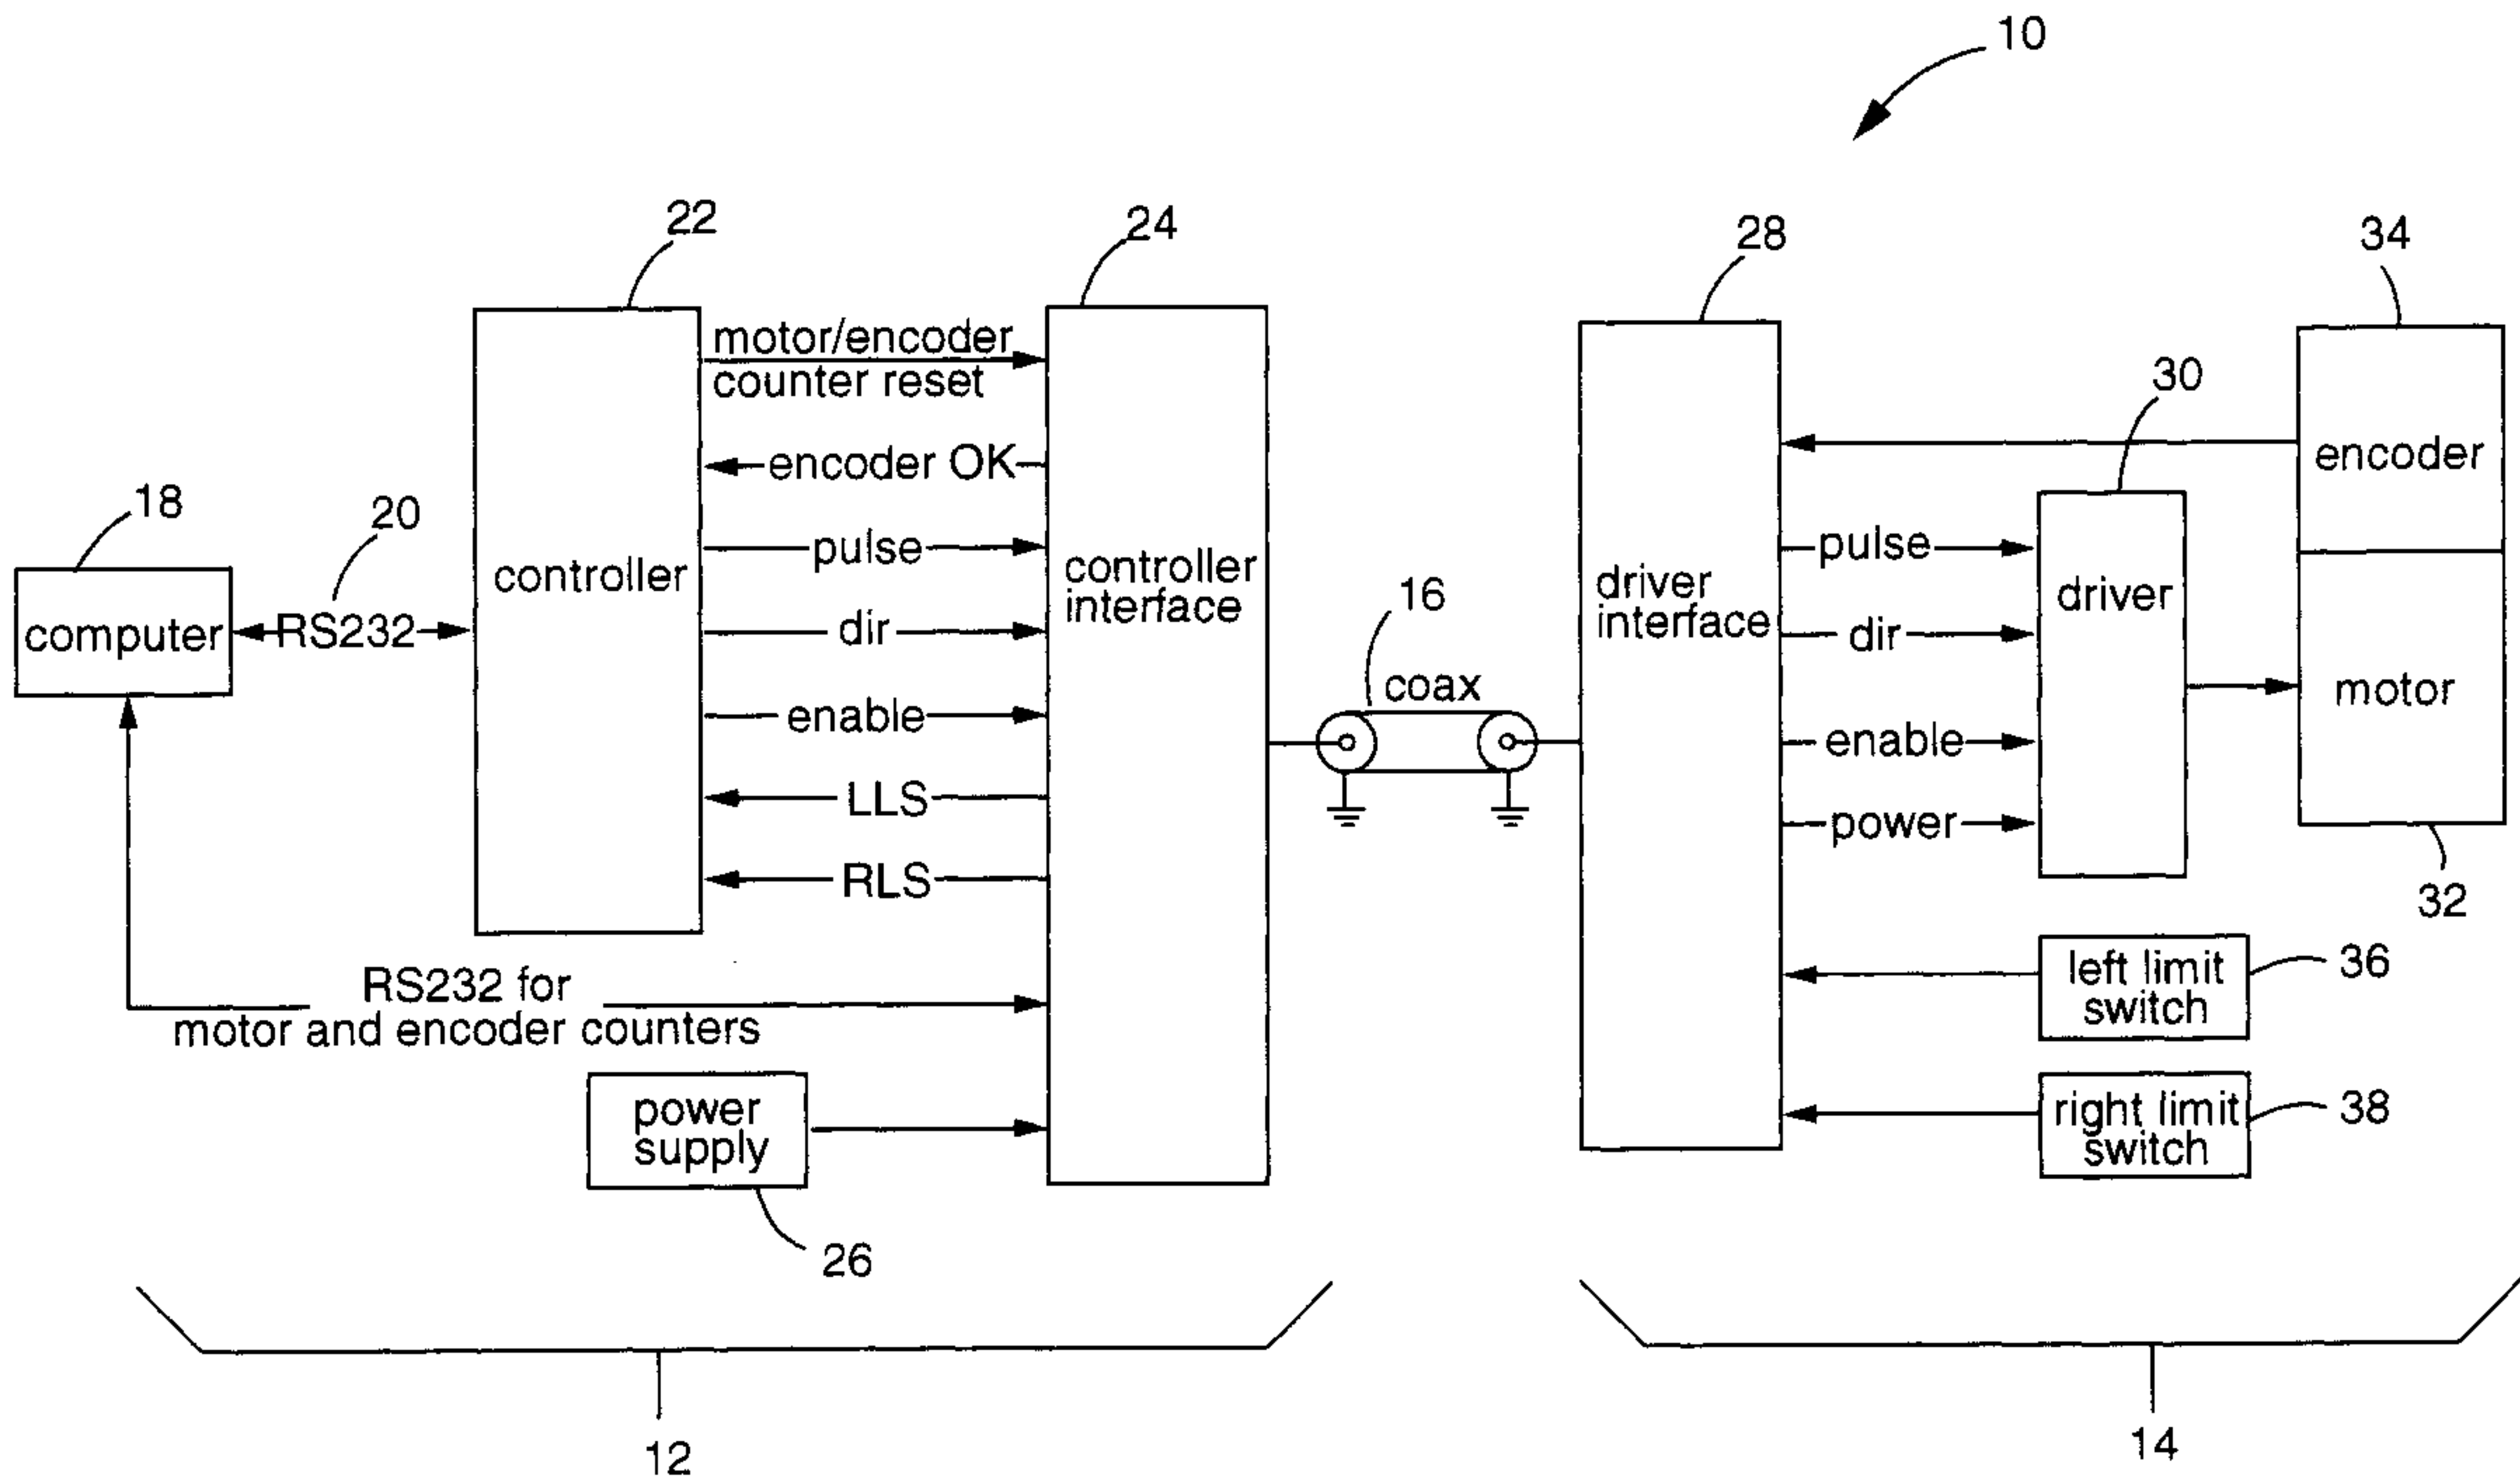 10
22
24
28
34
motor/encoder
counter reset
30
encoder OK
encoder
18
20
pulse
pulse
controller
controller
interface
driver
interface
driver
16
computer
RS232
dir
dir
coax
motor
enable
enable
LLS
power
RLS
32
RS232 for
motor and encoder counters
left limit
switch
36
power
supply
right limit
switch
38
26
12
14